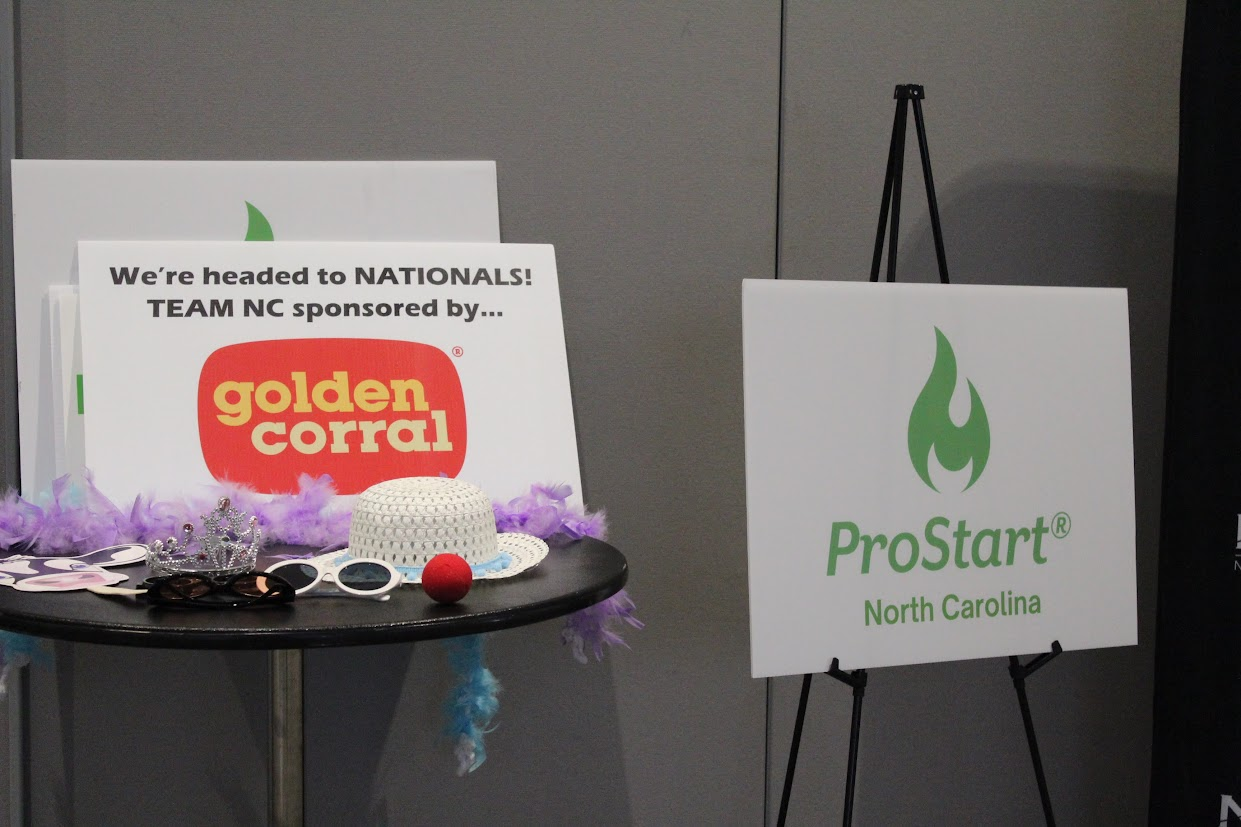 We're headed to NATIONALS!
TEAM NC sponsored by...
golden
corral®
ProStart®
North Carolina